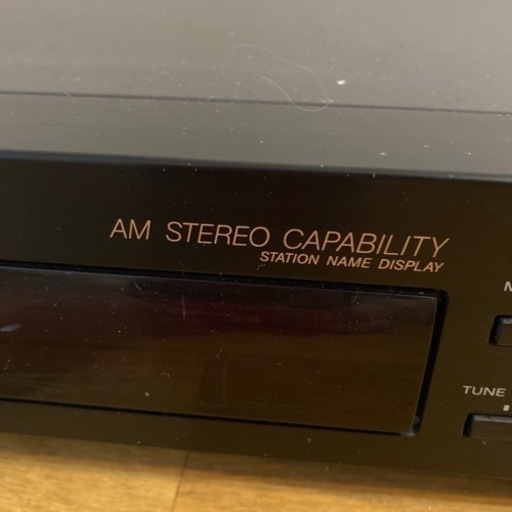 AM STEREO CAPABILITY
STATION NAME DISPLAY
M
TUNE